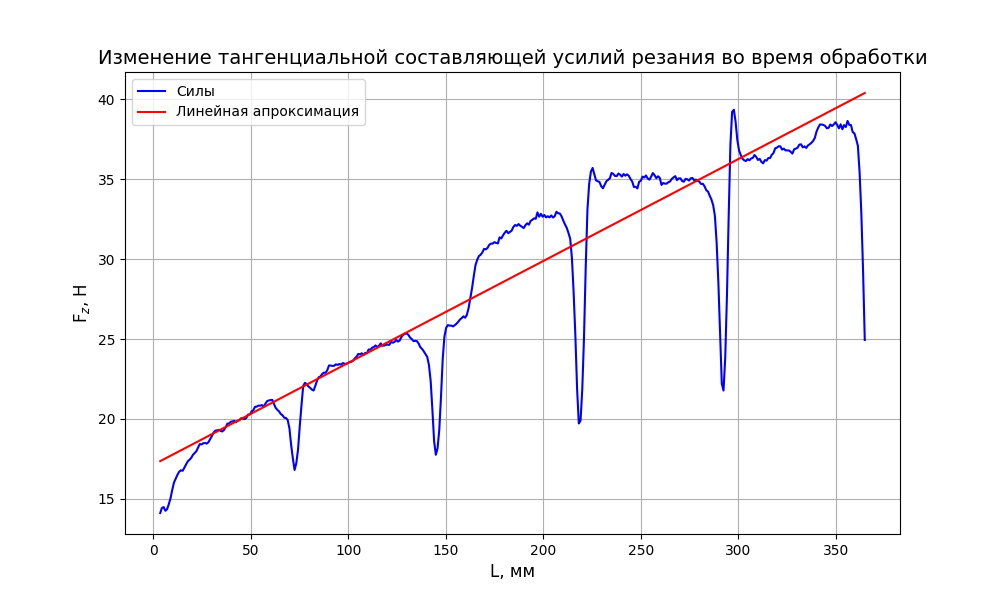 Изменение тангенциальной составляющей усилий резания во время обработки
Силы
Линейная апроксимация
40
35
30
25
20
15
F_z, Н
0 50 100 150 200 250 300 350
L, мм